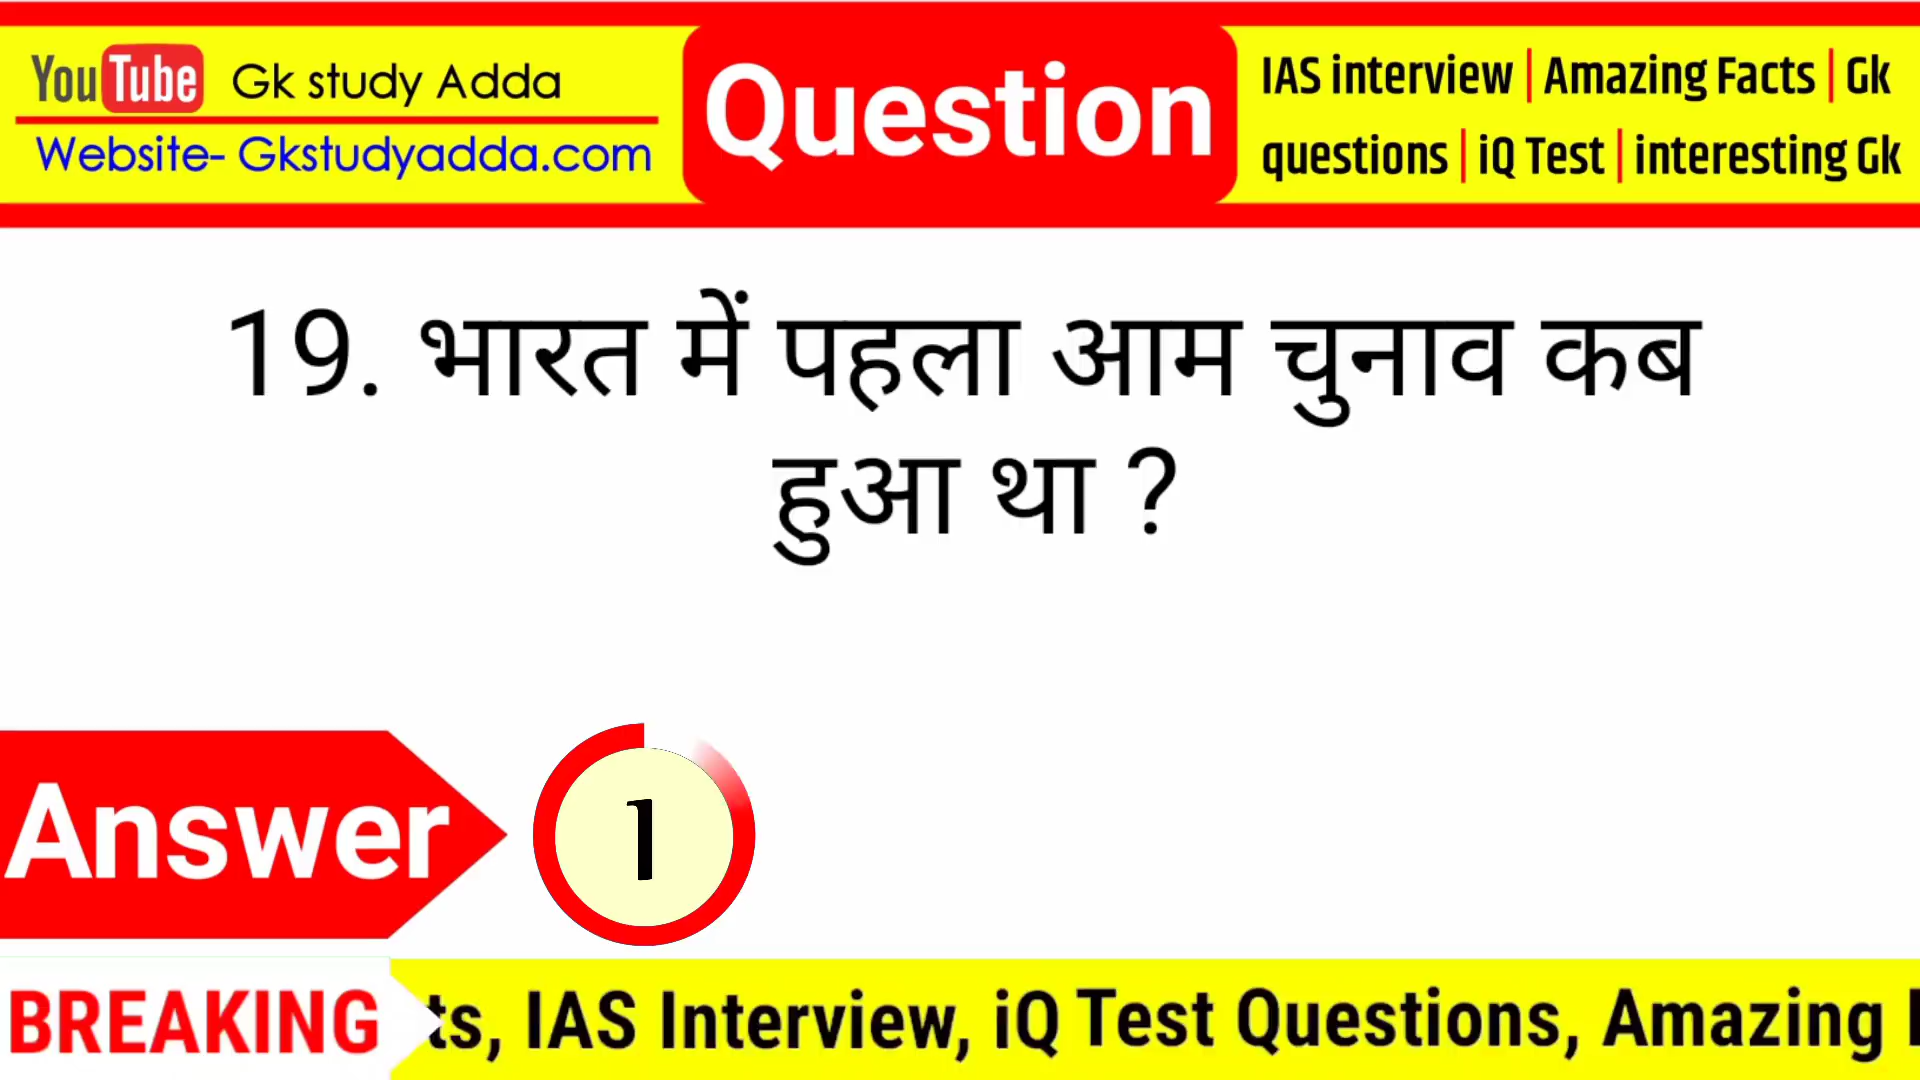 YouTube Gk study Adda
Website- Gkstudyadda.com
Question
IAS interview | Amazing Facts | Gk
questions | iQ Test | interesting Gk
19. भारत में पहला आम चुनाव कब
हुआ था ?
Answer
1
BREAKING
ts, IAS Interview, iQ Test Questions, Amazing